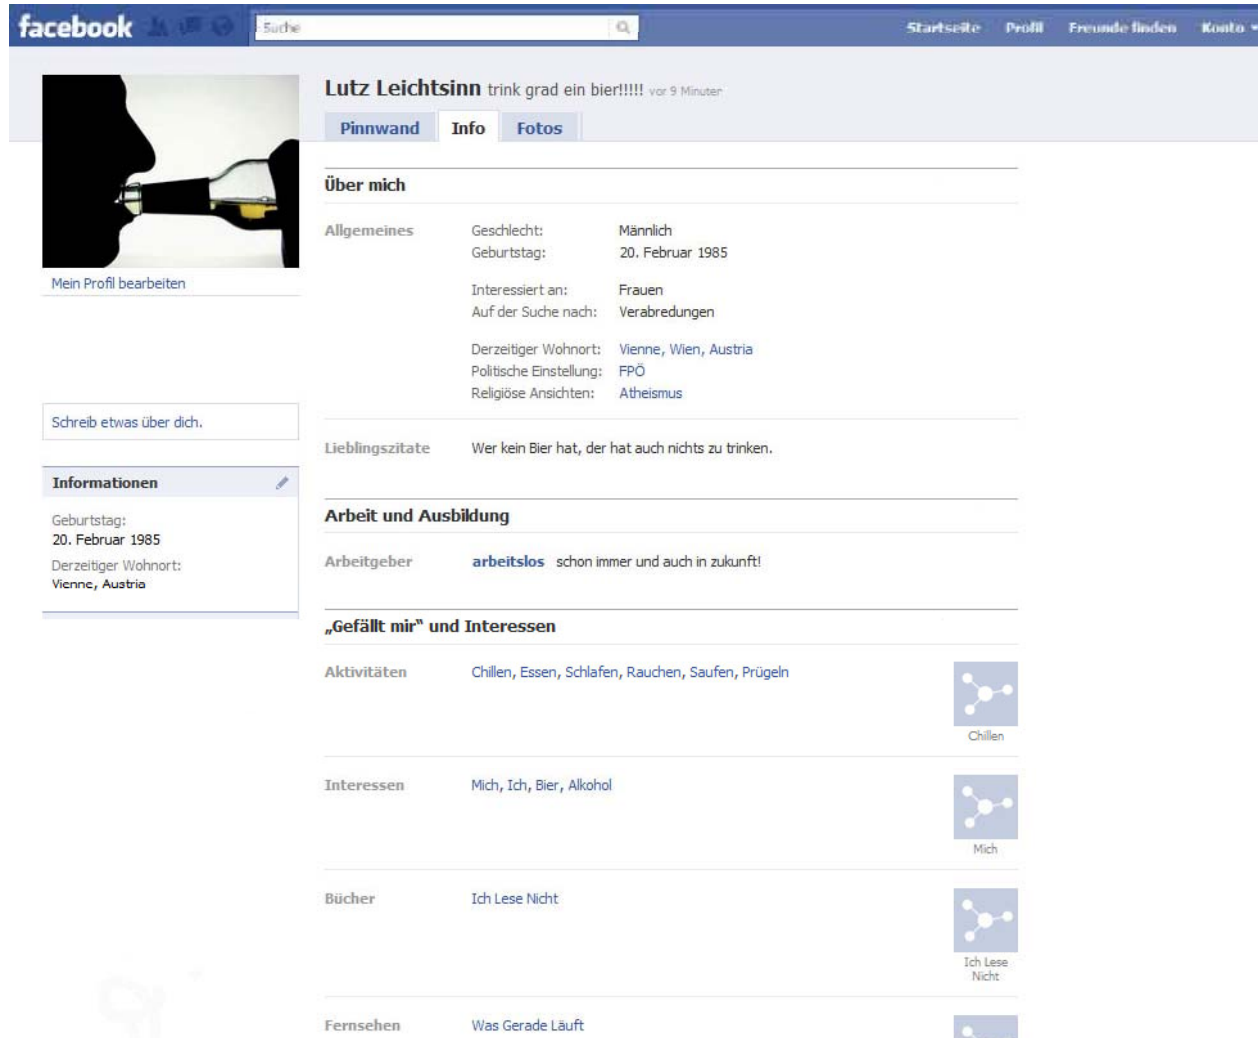 facebook
Suche
Startseite Profil Freunde finden Konto
Lutz Leichtsinn trink grad ein bier!!!!! vor 9 Minuten
Pinnwand Info Fotos
Mein Profil bearbeiten
Schreib etwas über dich.
Informationen
Geburtstag:
20. Februar 1985
Derzeitiger Wohnort:
Vienne, Austria
Über mich
Allgemeines Geschlecht: Männlich
Geburtstag: 20. Februar 1985
Interessiert an: Frauen
Auf der Suche nach: Verabredungen
Derzeitiger Wohnort: Vienne, Wien, Austria
Politische Einstellung: FPÖ
Religiöse Ansichten: Atheismus
Lieblingszitate Wer kein Bier hat, der hat auch nichts zu trinken.
Arbeit und Ausbildung
Arbeitgeber arbeitslos schon immer und auch in zukunft!
„Gefällt mir“ und Interessen
Aktivitäten Chillen, Essen, Schlafen, Rauchen, Saufen, Prügeln
Chillen
Interessen Mich, Ich, Bier, Alkohol
Mich
Bücher Ich Lese Nicht
Ich Lese
Nicht
Fernsehen Was Gerade Läuft